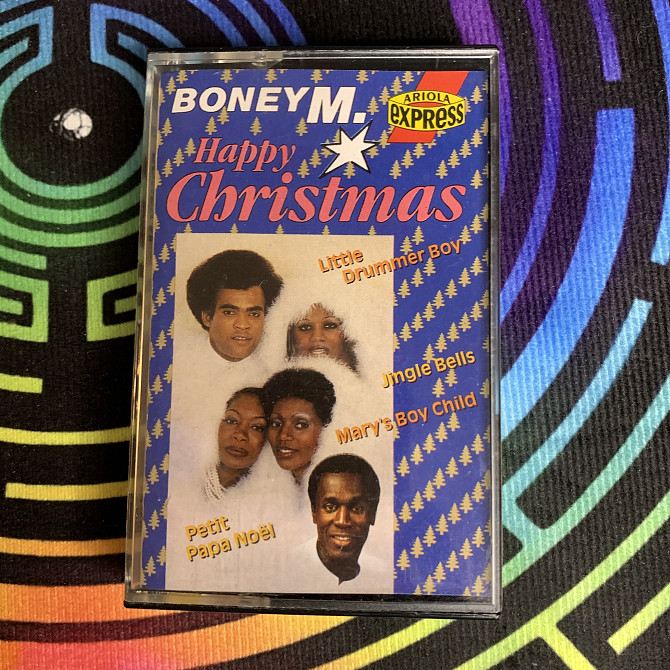 BONEY M.
ARIOLA
express
Happy
Christmas
Little
Drummer Boy
Jingle Bells
Mary's Boy Child
Petit
Papa Noël